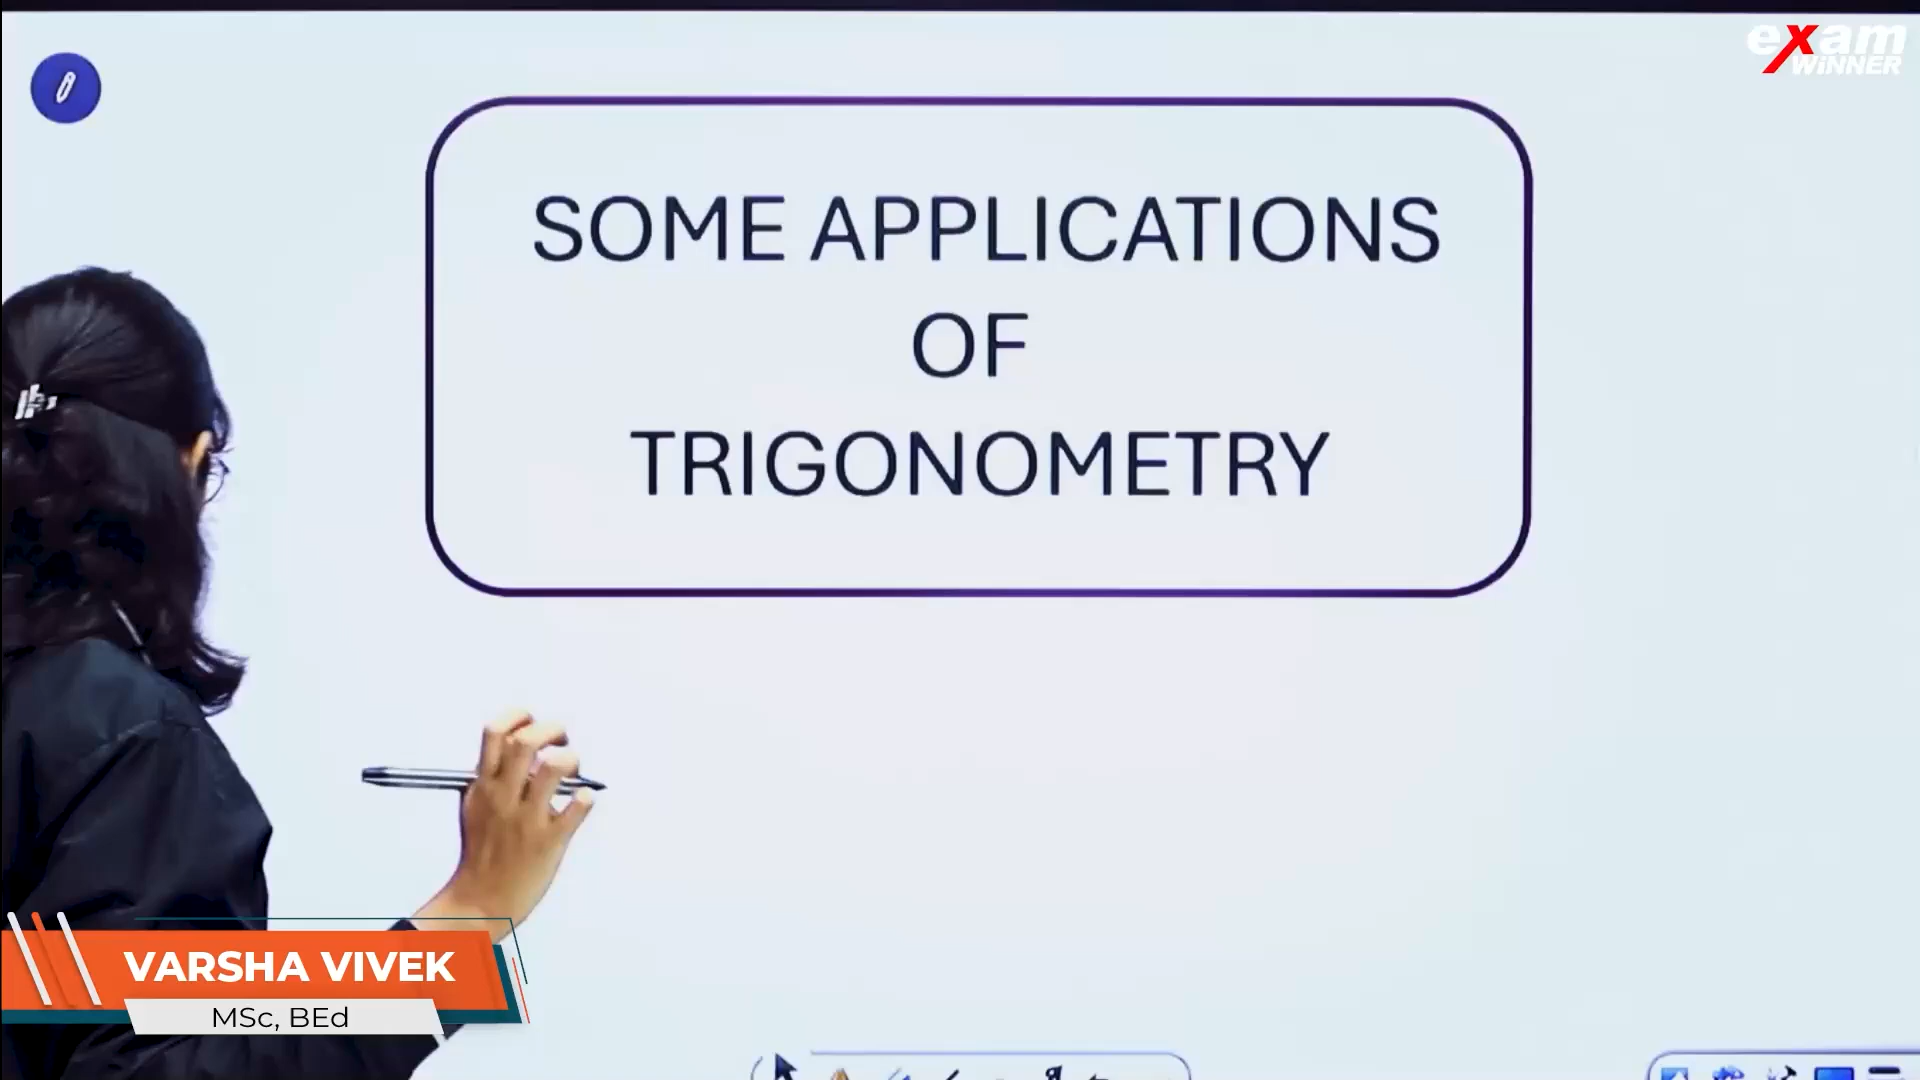 exam
WiNNER
SOME APPLICATIONS
OF
TRIGONOMETRY
VARSHA VIVEK
MSc, BEd